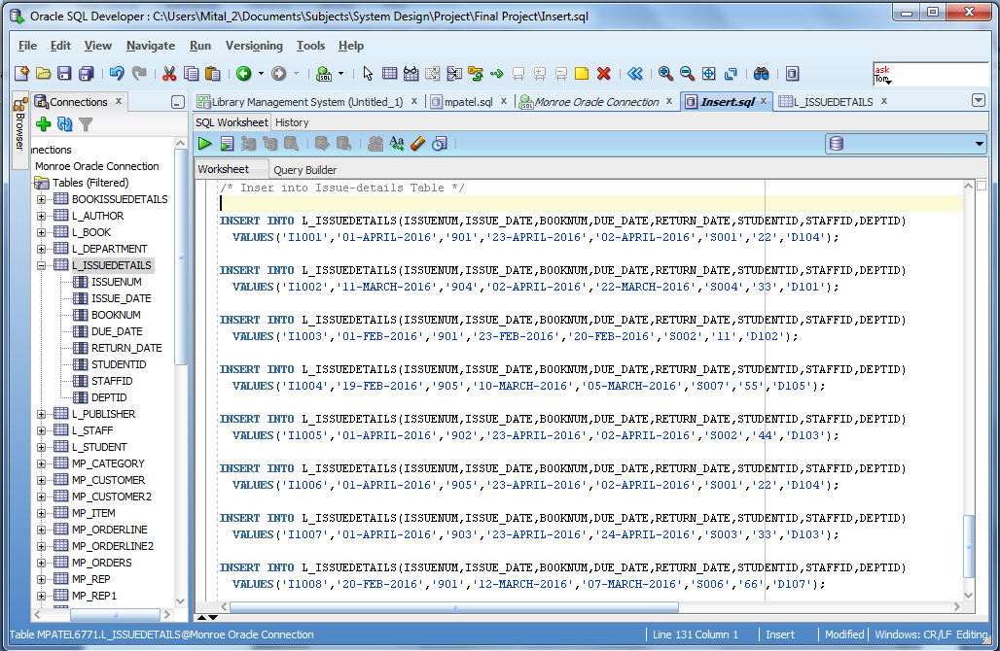 Oracle SQL Developer : C:\Users\Mital_2\Documents\Subjects\System Design\Project\Final Project\Insert.sql
File Edit View Navigate Run Versioning Tools Help
SQL
ask
Tom
Browser
Connections x
Library Management System (Untitled_1) x mpatel.sql x Monroe Oracle Connection x Insert.sql x L_ISSUEDETAILS x
SQL Worksheet History
Aa
Worksheet Query Builder
nnections
Monroe Oracle Connection
Tables (Filtered)
BOOKISSUEDETAILS
L_AUTHOR
L_BOOK
L_DEPARTMENT
L_ISSUEDETAILS
ISSUENUM
ISSUE_DATE
BOOKNUM
DUE_DATE
RETURN_DATE
STUDENTID
STAFFID
DEPTID
L_PUBLISHER
L_STAFF
L_STUDENT
MP_CATEGORY
MP_CUSTOMER
MP_CUSTOMER2
MP_ITEM
MP_ORDERLINE
MP_ORDERLINE2
MP_ORDERS
MP_REP
MP_REP1
/* Inser into Issue-details Table */
INSERT INTO L_ISSUEDETAILS(ISSUENUM,ISSUE_DATE,BOOKNUM,DUE_DATE,RETURN_DATE,STUDENTID,STAFFID,DEPTID)
VALUES('I1001','01-APRIL-2016','901','23-APRIL-2016','02-APRIL-2016','S001','22','D104');
INSERT INTO L_ISSUEDETAILS(ISSUENUM,ISSUE_DATE,BOOKNUM,DUE_DATE,RETURN_DATE,STUDENTID,STAFFID,DEPTID)
VALUES('I1002','11-MARCH-2016','904','02-APRIL-2016','22-MARCH-2016','S004','33','D101');
INSERT INTO L_ISSUEDETAILS(ISSUENUM,ISSUE_DATE,BOOKNUM,DUE_DATE,RETURN_DATE,STUDENTID,STAFFID,DEPTID)
VALUES('I1003','01-FEB-2016','901','23-FEB-2016','20-FEB-2016','S002','11','D102');
INSERT INTO L_ISSUEDETAILS(ISSUENUM,ISSUE_DATE,BOOKNUM,DUE_DATE,RETURN_DATE,STUDENTID,STAFFID,DEPTID)
VALUES('I1004','19-FEB-2016','905','10-MARCH-2016','05-MARCH-2016','S007','55','D105');
INSERT INTO L_ISSUEDETAILS(ISSUENUM,ISSUE_DATE,BOOKNUM,DUE_DATE,RETURN_DATE,STUDENTID,STAFFID,DEPTID)
VALUES('I1005','01-APRIL-2016','902','23-APRIL-2016','02-APRIL-2016','S002','44','D103');
INSERT INTO L_ISSUEDETAILS(ISSUENUM,ISSUE_DATE,BOOKNUM,DUE_DATE,RETURN_DATE,STUDENTID,STAFFID,DEPTID)
VALUES('I1006','01-APRIL-2016','905','23-APRIL-2016','02-APRIL-2016','S001','22','D104');
INSERT INTO L_ISSUEDETAILS(ISSUENUM,ISSUE_DATE,BOOKNUM,DUE_DATE,RETURN_DATE,STUDENTID,STAFFID,DEPTID)
VALUES('I1007','01-APRIL-2016','903','23-APRIL-2016','24-APRIL-2016','S003','33','D103');
INSERT INTO L_ISSUEDETAILS(ISSUENUM,ISSUE_DATE,BOOKNUM,DUE_DATE,RETURN_DATE,STUDENTID,STAFFID,DEPTID)
VALUES('I1008','20-FEB-2016','901','12-MARCH-2016','07-MARCH-2016','S006','66','D107');
Table MPATEL6771.L_ISSUEDETAILS@Monroe Oracle Connection Line 131 Column 1 Insert Modified Windows: CR/LF Editing